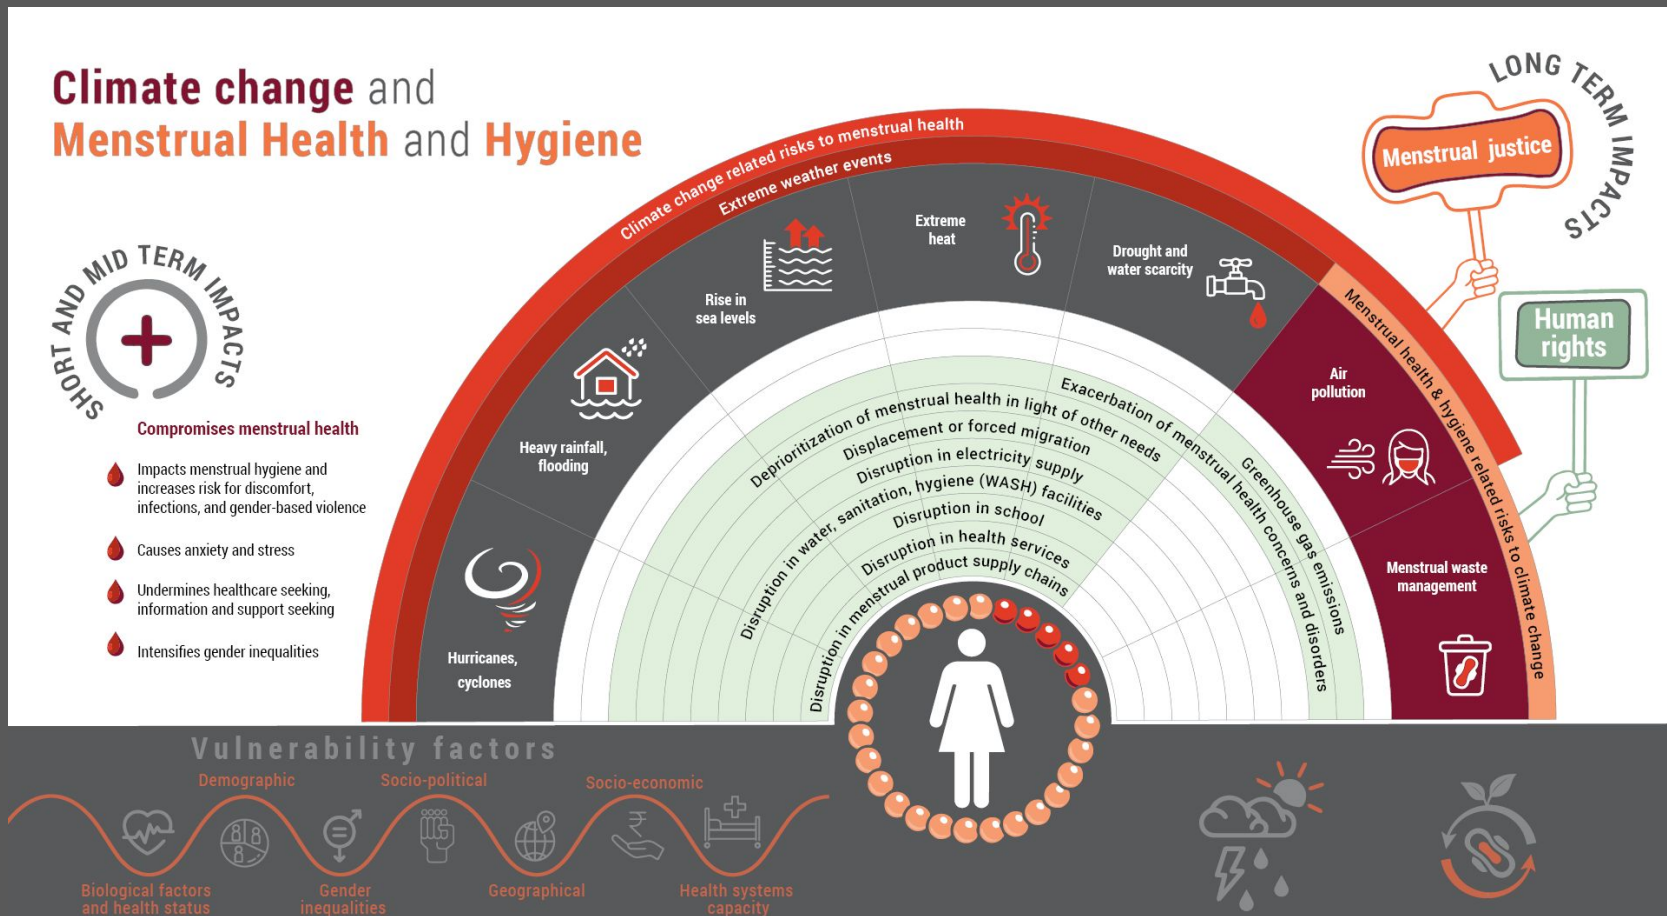 Climate change and
Menstrual Health and Hygiene
SHORT AND MID TERM IMPACTS
Compromises menstrual health
Impacts menstrual hygiene and
increases risk for discomfort,
infections, and gender-based violence
Causes anxiety and stress
Undermines healthcare seeking,
information and support seeking
Intensifies gender inequalities
Climate change related risks to menstrual health
Extreme weather events
Hurricanes,
cyclones
Heavy rainfall,
flooding
Rise in
sea levels
Extreme
heat
Drought and
water scarcity
Menstrual health & hygiene related risks to climate change
Air
pollution
Menstrual waste
management
Greenhouse gas emissions
Exacerbation of menstrual health concerns and disorders
Deprioritization of menstrual health in light of other needs
Displacement or forced migration
Disruption in electricity supply
Disruption in water, sanitation, hygiene (WASH) facilities
Disruption in school
Disruption in health services
Disruption in menstrual product supply chains
LONG TERM IMPACTS
Menstrual justice
Human
rights
Vulnerability factors
Biological factors
and health status
Demographic
Gender
inequalities
Socio-political
Geographical
Socio-economic
₹
Health systems
capacity